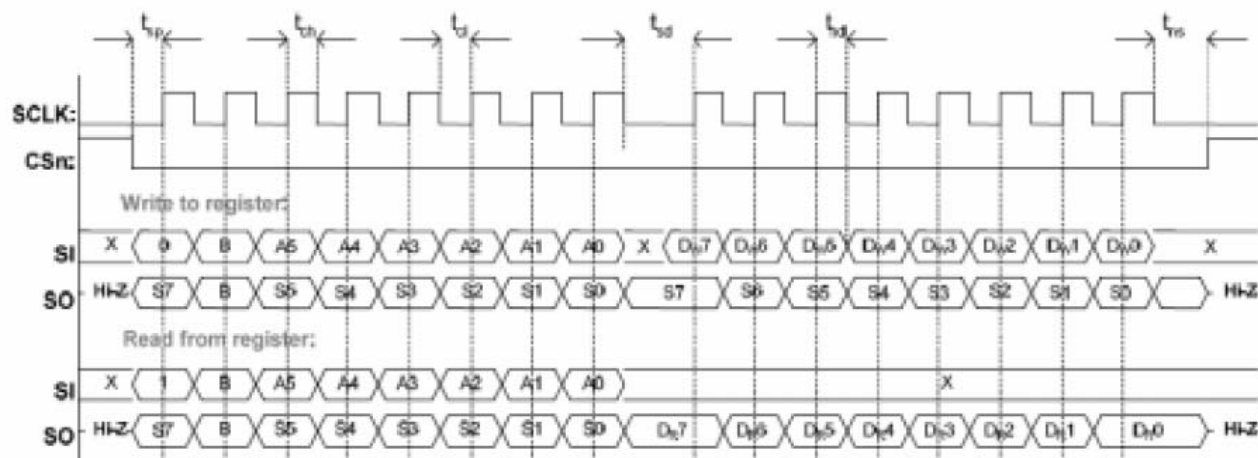 tsp tch tcl tsd tsdl tns
SCLK:
CSn:
Write to register:
SI X 0 B A5 A4 A3 A2 A1 A0 X DW7 DW6 DW5 DW4 DW3 DW2 DW1 DW0 X
SO Hi-Z S7 B S5 S4 S3 S2 S1 S0 S7 S6 S5 S4 S3 S2 S1 S0 Hi-Z
Read from register:
SI X 1 B A5 A4 A3 A2 A1 A0 X
SO Hi-Z S7 B S5 S4 S3 S2 S1 S0 DR7 DR6 DR5 DR4 DR3 DR2 DR1 DR0 Hi-Z